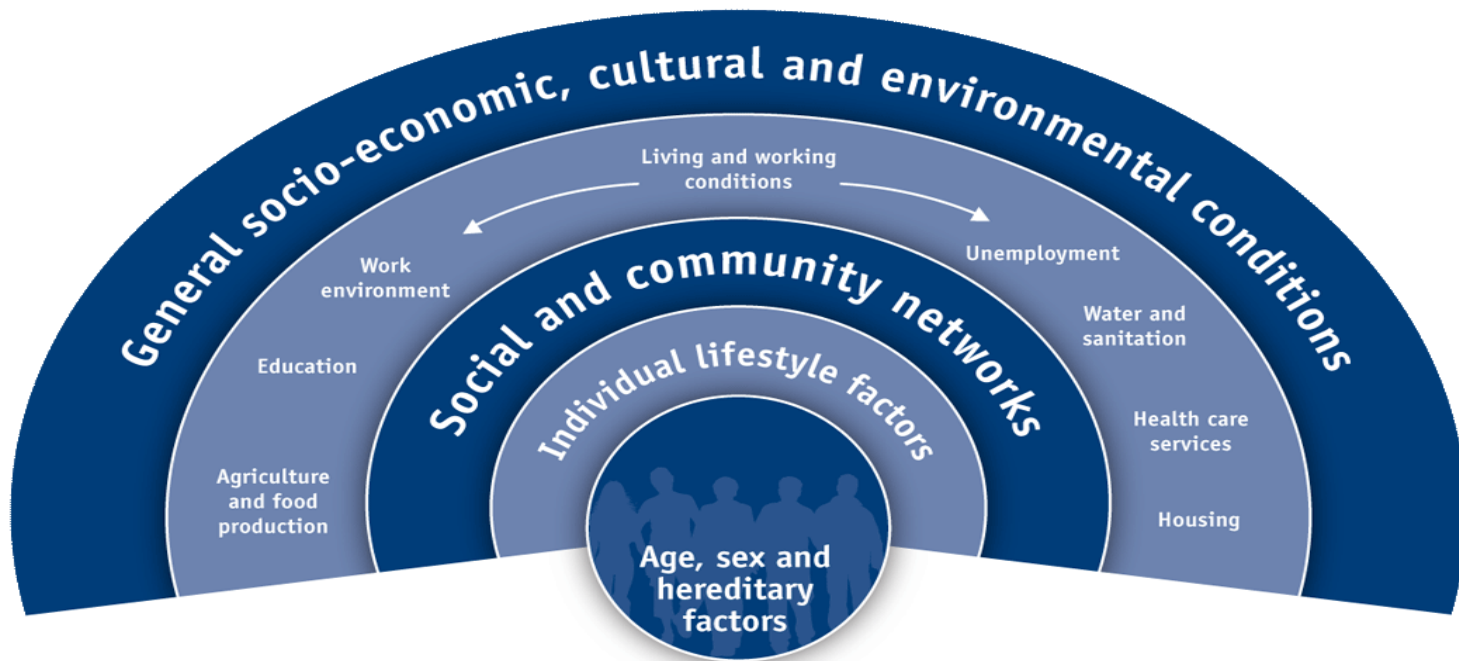 General socio-economic, cultural and environmental conditions
Living and working
conditions
Work
environment
Unemployment
Social and community networks
Water and
sanitation
Education
Individual lifestyle factors
Health care
services
Agriculture
and food
production
Housing
Age, sex and
hereditary
factors